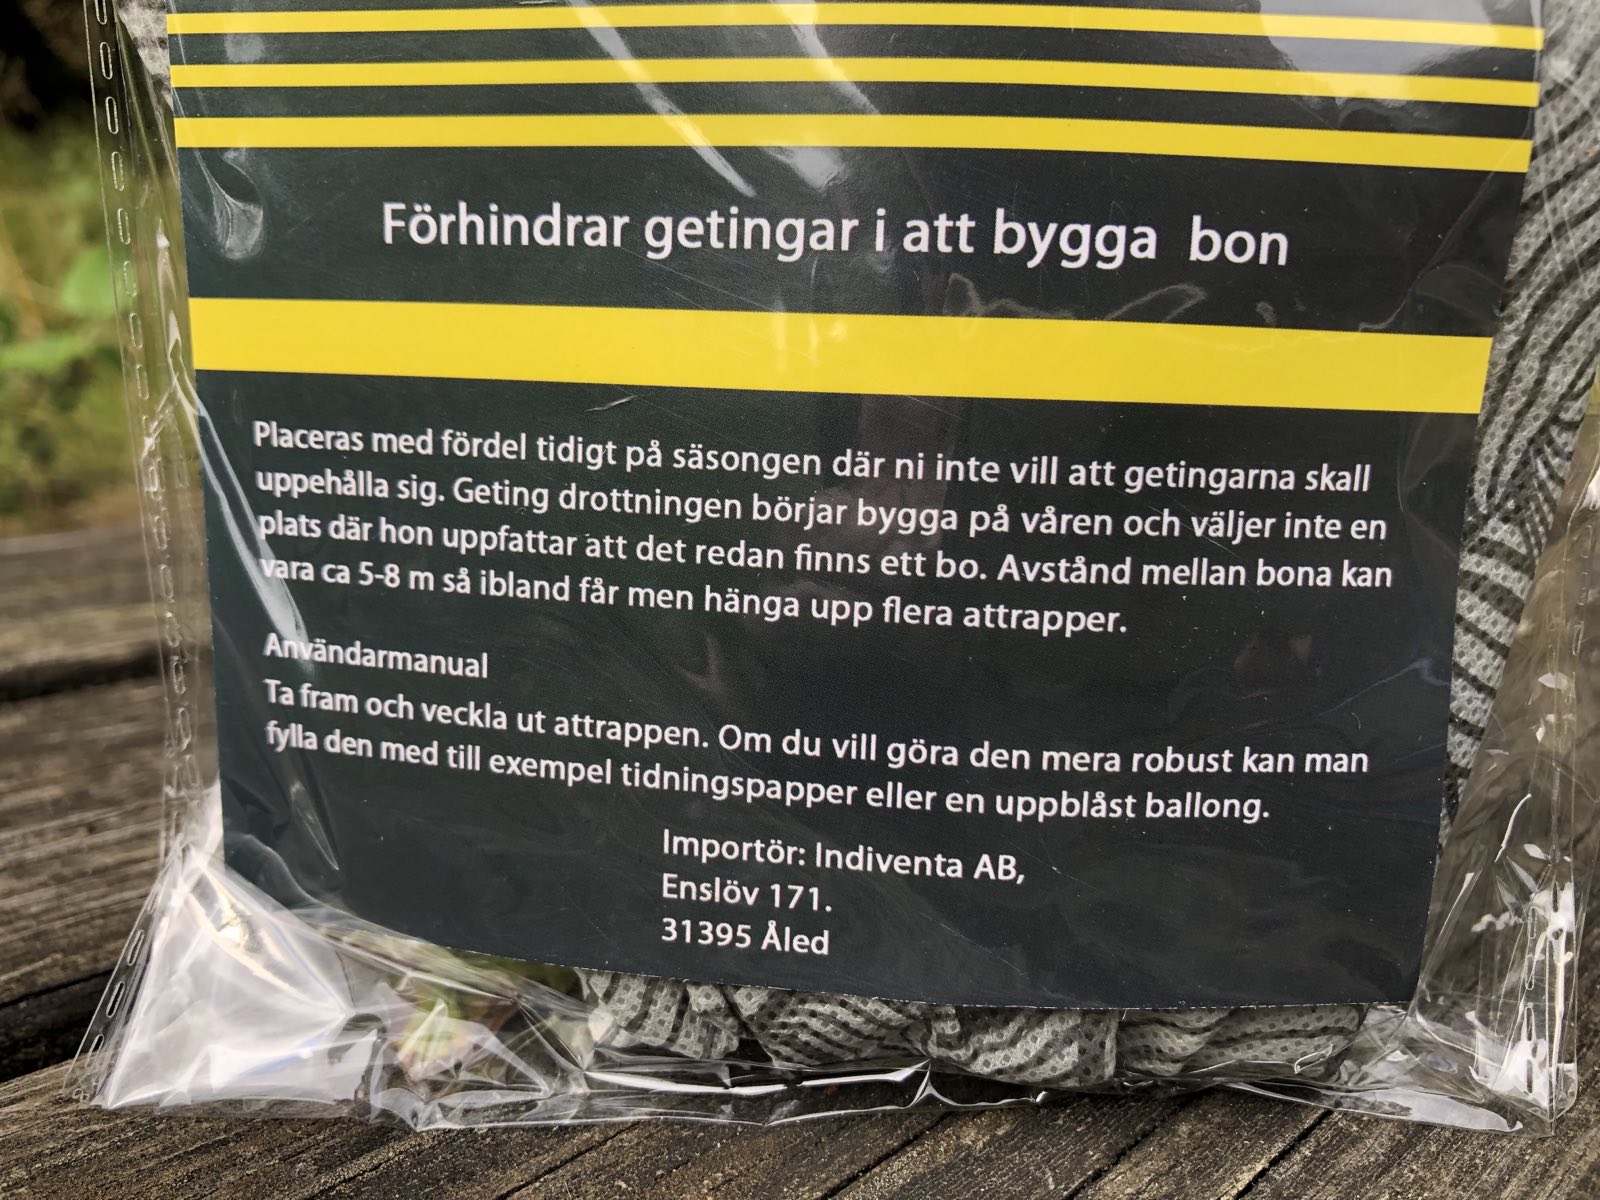 Förhindrar getingar i att bygga bon
Placeras med fördel tidigt på säsongen där ni inte vill att getingarna skall
uppehålla sig. Geting drottningen börjar bygga på våren och väljer inte en
plats där hon uppfattar att det redan finns ett bo. Avstånd mellan bona kan
vara ca 5-8 m så ibland får men hänga upp flera attrapper.
Användarmanual
Ta fram och veckla ut attrappen. Om du vill göra den mera robust kan man
fylla den med till exempel tidningspapper eller en uppblåst ballong.
Importör: Indiventa AB,
Enslöv 171.
31395 Åled